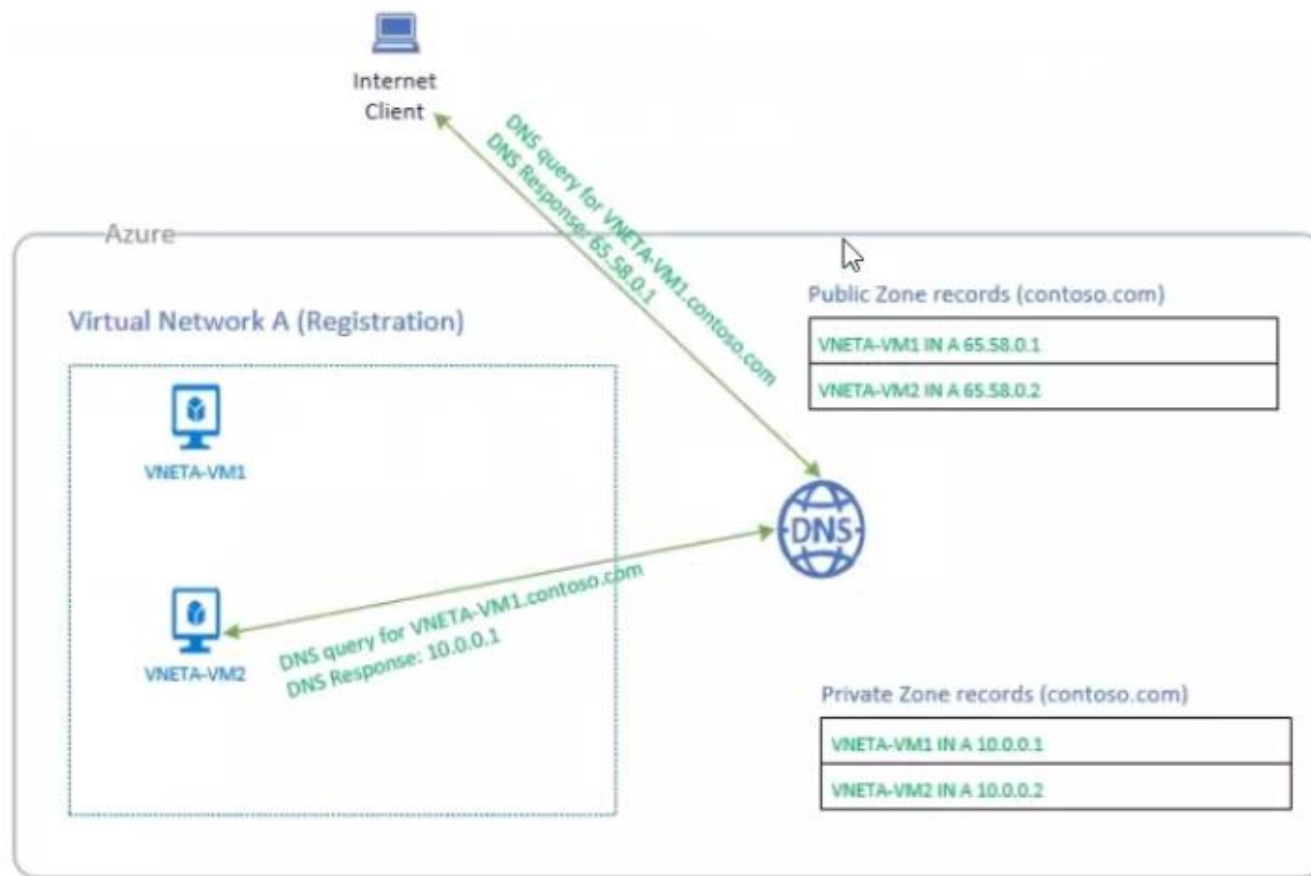 Internet
Client
DNS query for VNETA-VM1.contoso.com
DNS Response: 65.58.0.1
Azure
Virtual Network A (Registration)
Public Zone records (contoso.com)
VNETA-VM1 IN A 65.58.0.1
VNETA-VM2 IN A 65.58.0.2
VNETA-VM1
DNS
DNS query for VNETA-VM1.contoso.com
DNS Response: 10.0.0.1
VNETA-VM2
Private Zone records (contoso.com)
VNETA-VM1 IN A 10.0.0.1
VNETA-VM2 IN A 10.0.0.2